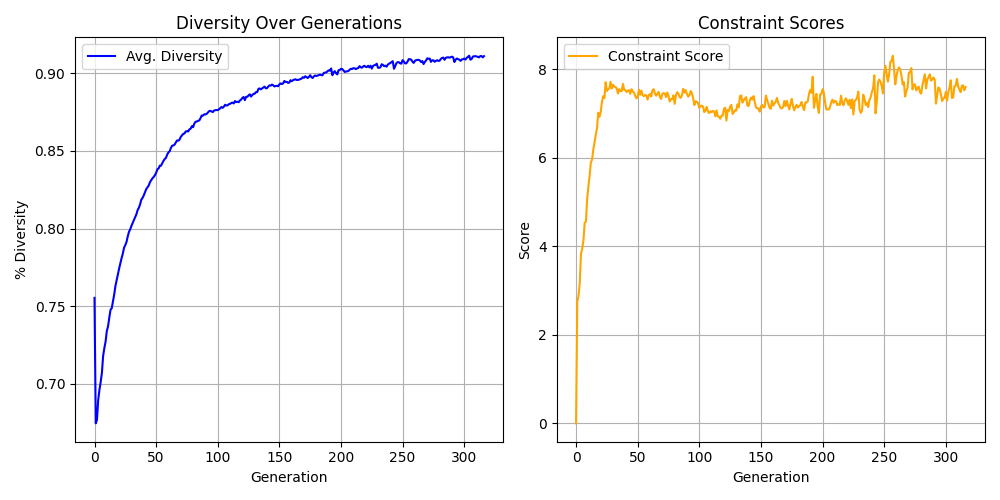 Diversity Over Generations
Avg. Diversity
% Diversity
0.90
0.85
0.80
0.75
0.70
0 50 100 150 200 250 300
Generation
Constraint Scores
Constraint Score
Score
8
6
4
2
0
0 50 100 150 200 250 300
Generation